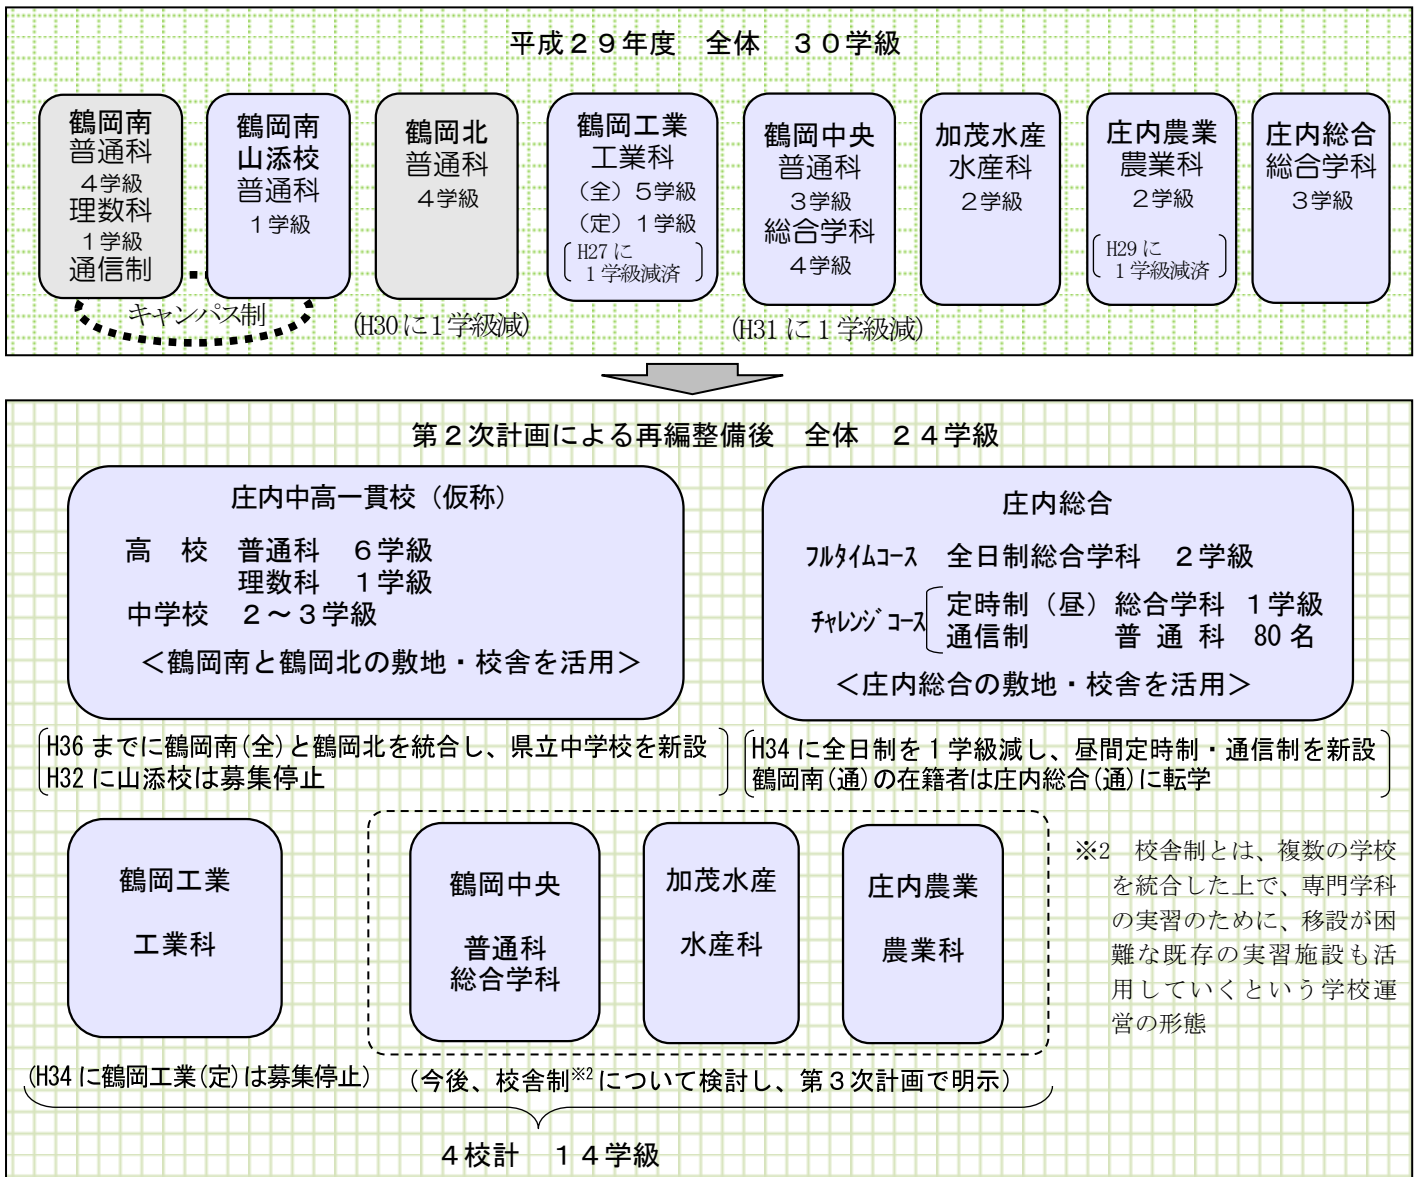 平成２９年度　全体　３０学級
鶴岡南
普通科
４学級
理数科
１学級
通信制
鶴岡南
山添校
普通科
１学級
キャンパス制
鶴岡北
普通科
４学級
(H30に1学級減)
鶴岡工業
工業科
（全）５学級
（定）１学級
H27に
1学級減済
鶴岡中央
普通科
３学級
総合学科
４学級
(H31に1学級減)
加茂水産
水産科
２学級
庄内農業
農業科
２学級
H29に
1学級減済
庄内総合
総合学科
３学級
第２次計画による再編整備後　全体　２４学級
庄内中高一貫校（仮称）
高　校　普通科　６学級
理数科　１学級
中学校　２～３学級
＜鶴岡南と鶴岡北の敷地・校舎を活用＞
H36までに鶴岡南(全)と鶴岡北を統合し、県立中学校を新設
H32に山添校は募集停止
庄内総合
ﾌﾙﾀｲﾑｺｰｽ　全日制総合学科　２学級
ﾁｬﾚﾝｼﾞｺｰｽ
定時制（昼）総合学科　１学級
通信制　　　普 通 科　80名
＜庄内総合の敷地・校舎を活用＞
H34に全日制を１学級減し、昼間定時制・通信制を新設
鶴岡南(通)の在籍者は庄内総合(通)に転学
鶴岡工業
工業科
鶴岡中央
普通科
総合学科
加茂水産
水産科
庄内農業
農業科
※2　校舎制とは、複数の学校
を統合した上で、専門学科
の実習のために、移設が困
難な既存の実習施設も活
用していくという学校運
営の形態
(H34に鶴岡工業(定)は募集停止)
（今後、校舎制※2について検討し、第３次計画で明示）
４校計　１４学級